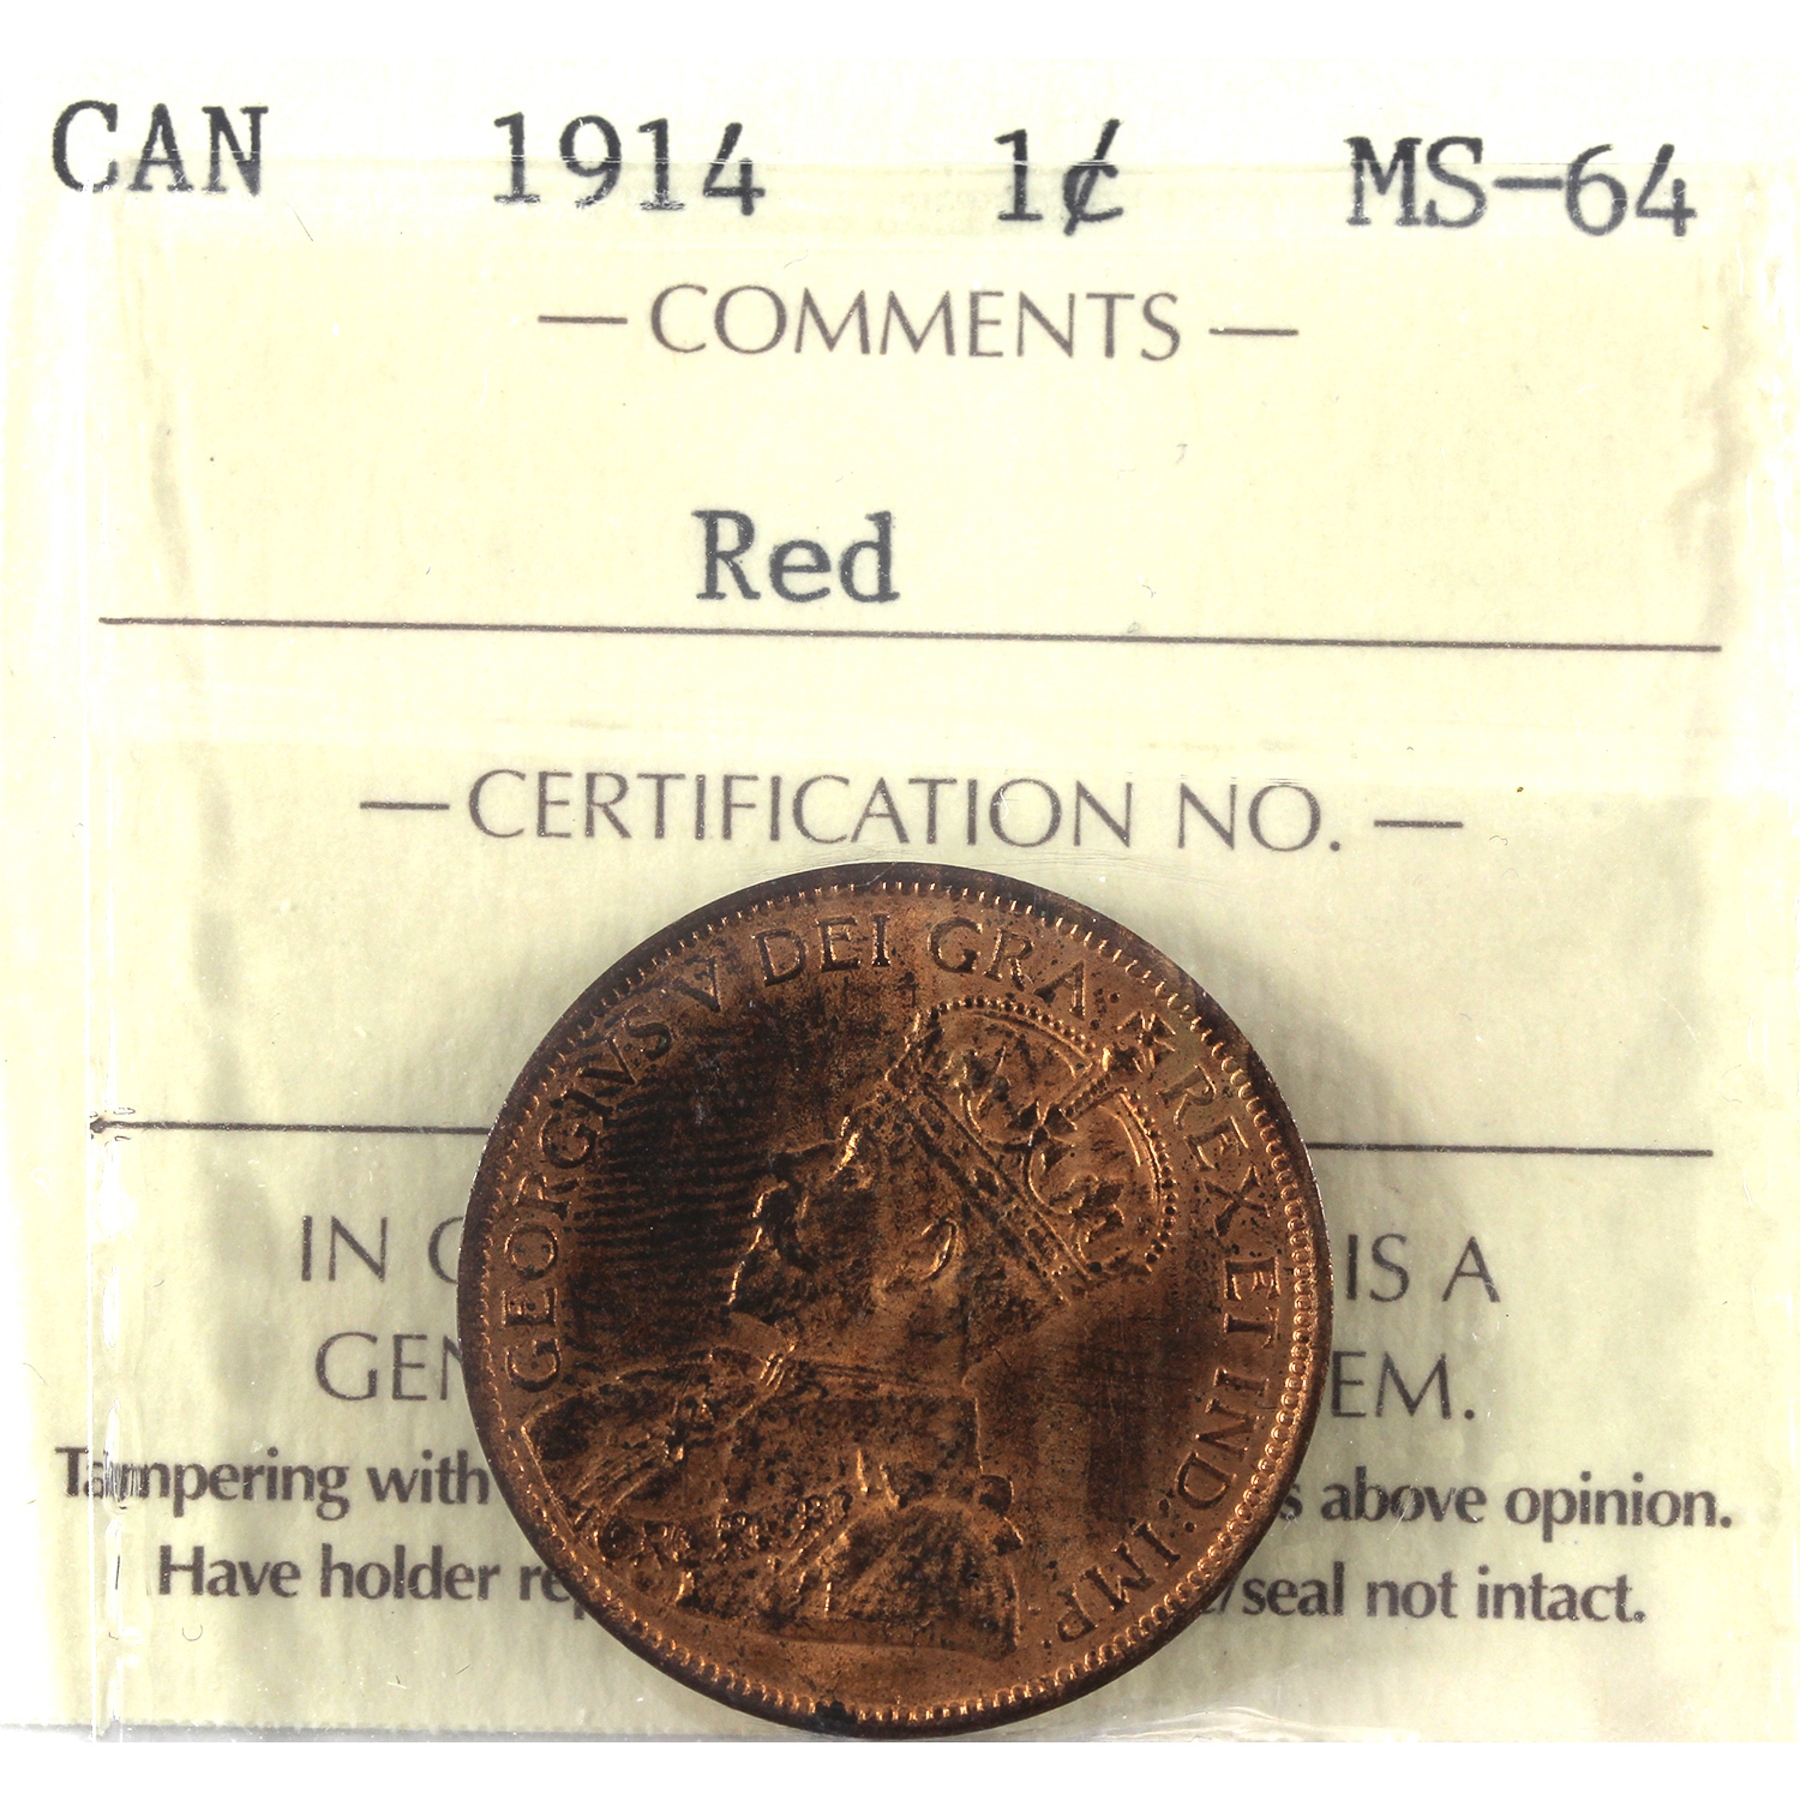 CAN 1914 1¢ MS-64
— COMMENTS —
Red
— CERTIFICATION NO. —
GEORGIVS V DEI GRA: REX ET IND: IMP:
IN IS A
GEN EM.
Tampering with s above opinion.
Have holder re /seal not intact.